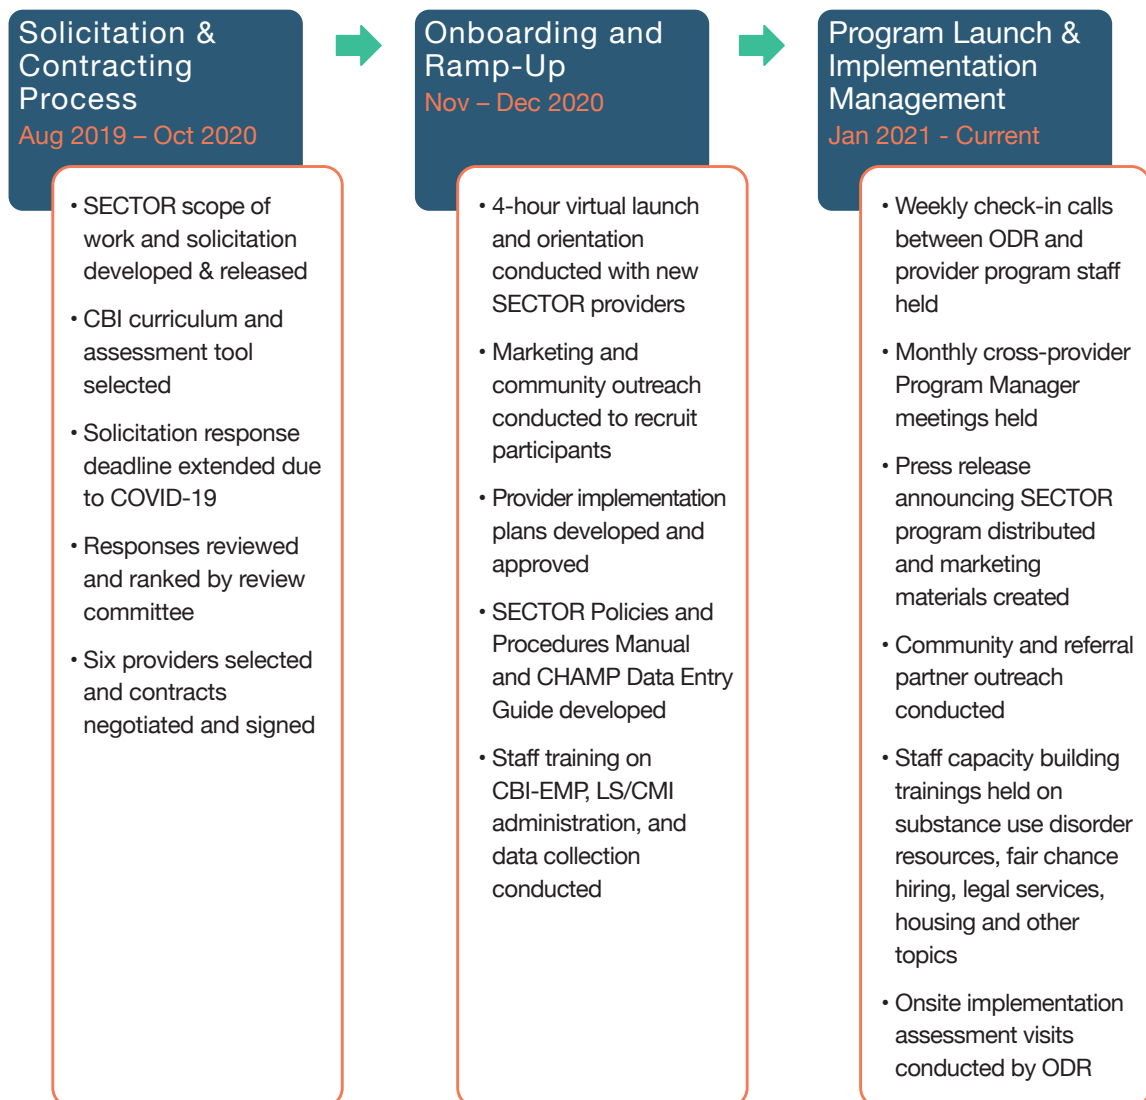 Solicitation &
Contracting
Process
Aug 2019 – Oct 2020
• SECTOR scope of
work and solicitation
developed & released
• CBI curriculum and
assessment tool
selected
• Solicitation response
deadline extended due
to COVID-19
• Responses reviewed
and ranked by review
committee
• Six providers selected
and contracts
negotiated and signed
Onboarding and
Ramp-Up
Nov – Dec 2020
• 4-hour virtual launch
and orientation
conducted with new
SECTOR providers
• Marketing and
community outreach
conducted to recruit
participants
• Provider implementation
plans developed and
approved
• SECTOR Policies and
Procedures Manual
and CHAMP Data Entry
Guide developed
• Staff training on
CBI-EMP, LS/CMI
administration, and
data collection
conducted
Program Launch &
Implementation
Management
Jan 2021 - Current
• Weekly check-in calls
between ODR and
provider program staff
held
• Monthly cross-provider
Program Manager
meetings held
• Press release
announcing SECTOR
program distributed
and marketing
materials created
• Community and referral
partner outreach
conducted
• Staff capacity building
trainings held on
substance use disorder
resources, fair chance
hiring, legal services,
housing and other
topics
• Onsite implementation
assessment visits
conducted by ODR